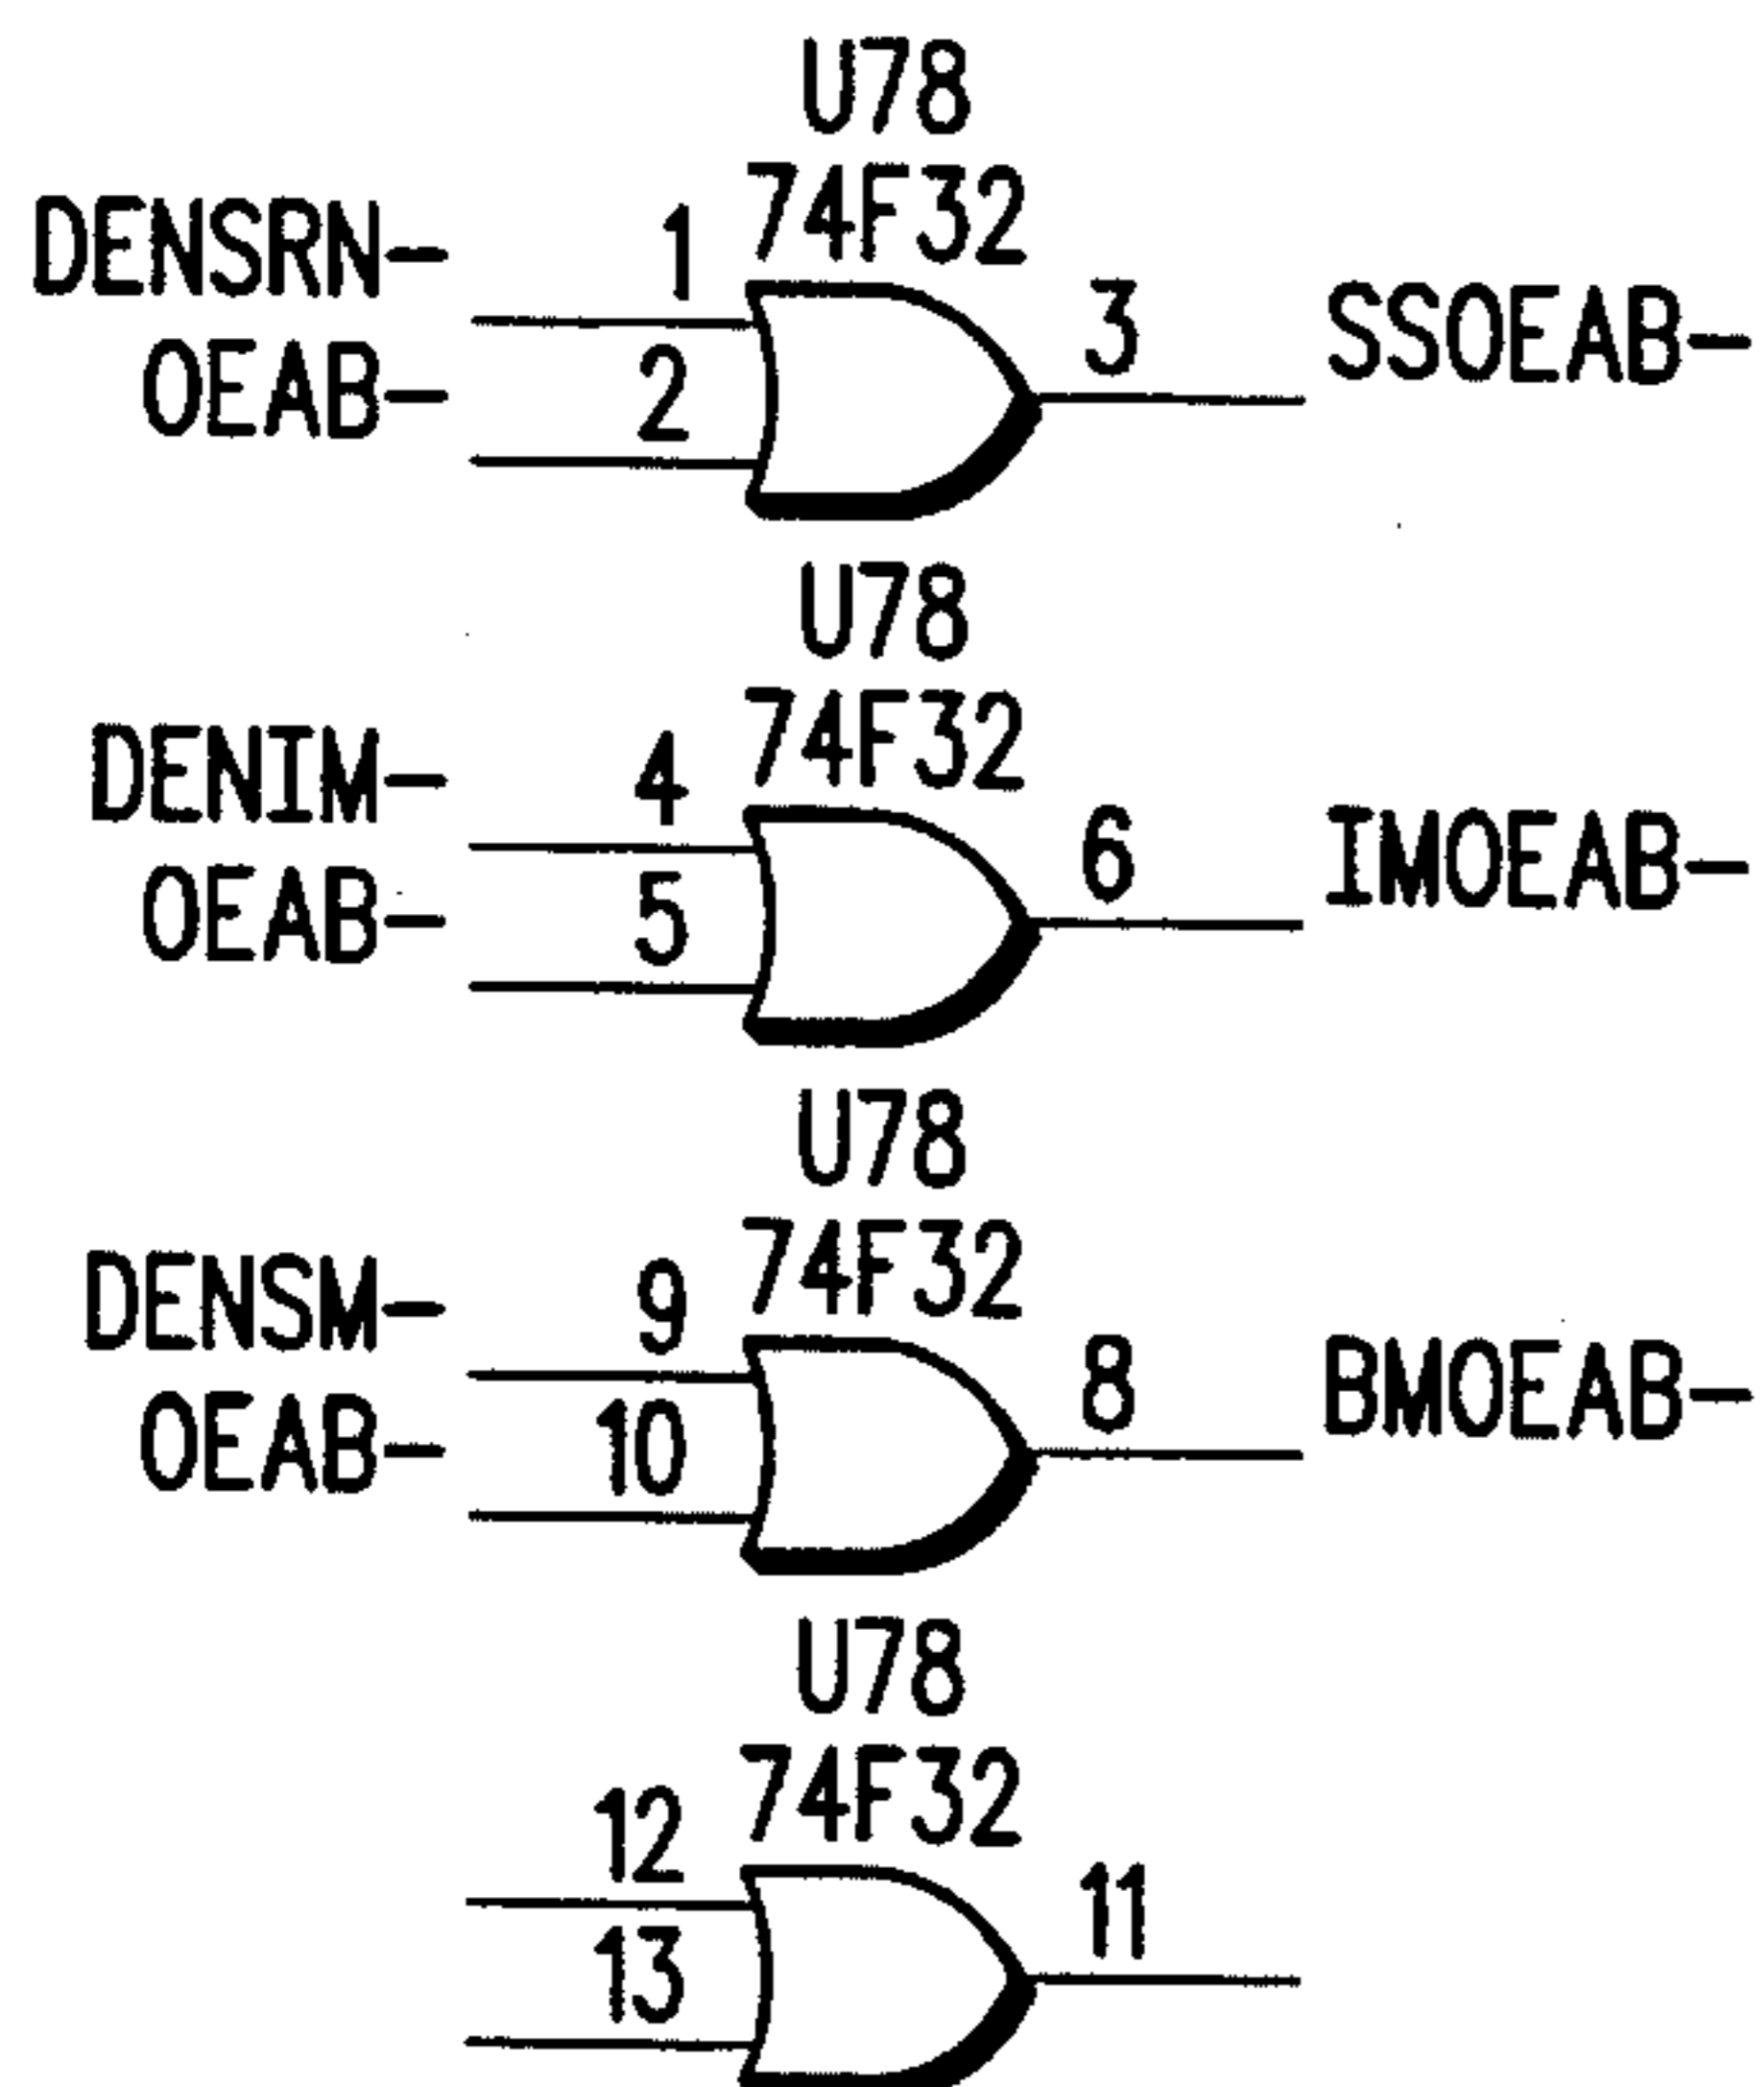 U78
74F32
DENSRN- 1
OEAB- 2
3 SSOEAB-
U78
74F32
DENIM- 4
OEAB- 5
6 IMOEAB-
U78
74F32
DENSM- 9
OEAB- 10
8 BMOEAB-
U78
74F32
12
13
11